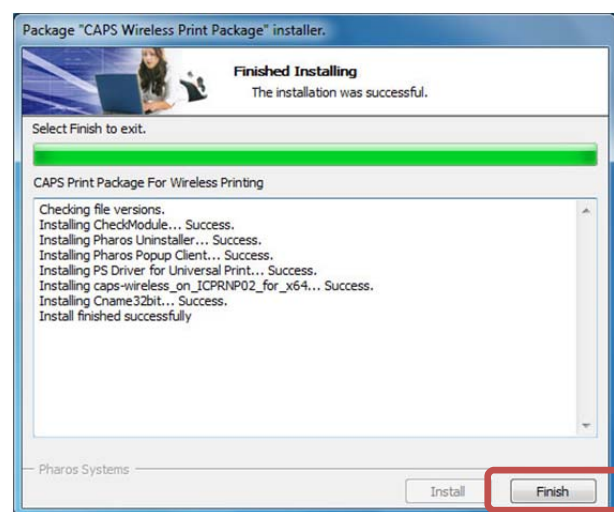 Package "CAPS Wireless Print Package" installer.
Finished Installing
The installation was successful.
Select Finish to exit.
CAPS Print Package For Wireless Printing
Checking file versions.
Installing CheckModule... Success.
Installing Pharos Uninstaller... Success.
Installing Pharos Popup Client... Success.
Installing PS Driver for Universal Print... Success.
Installing caps-wireless_on_ICPRNP02_for_x64... Success.
Installing Cname32bit... Success.
Install finished successfully
Pharos Systems
Install
Finish